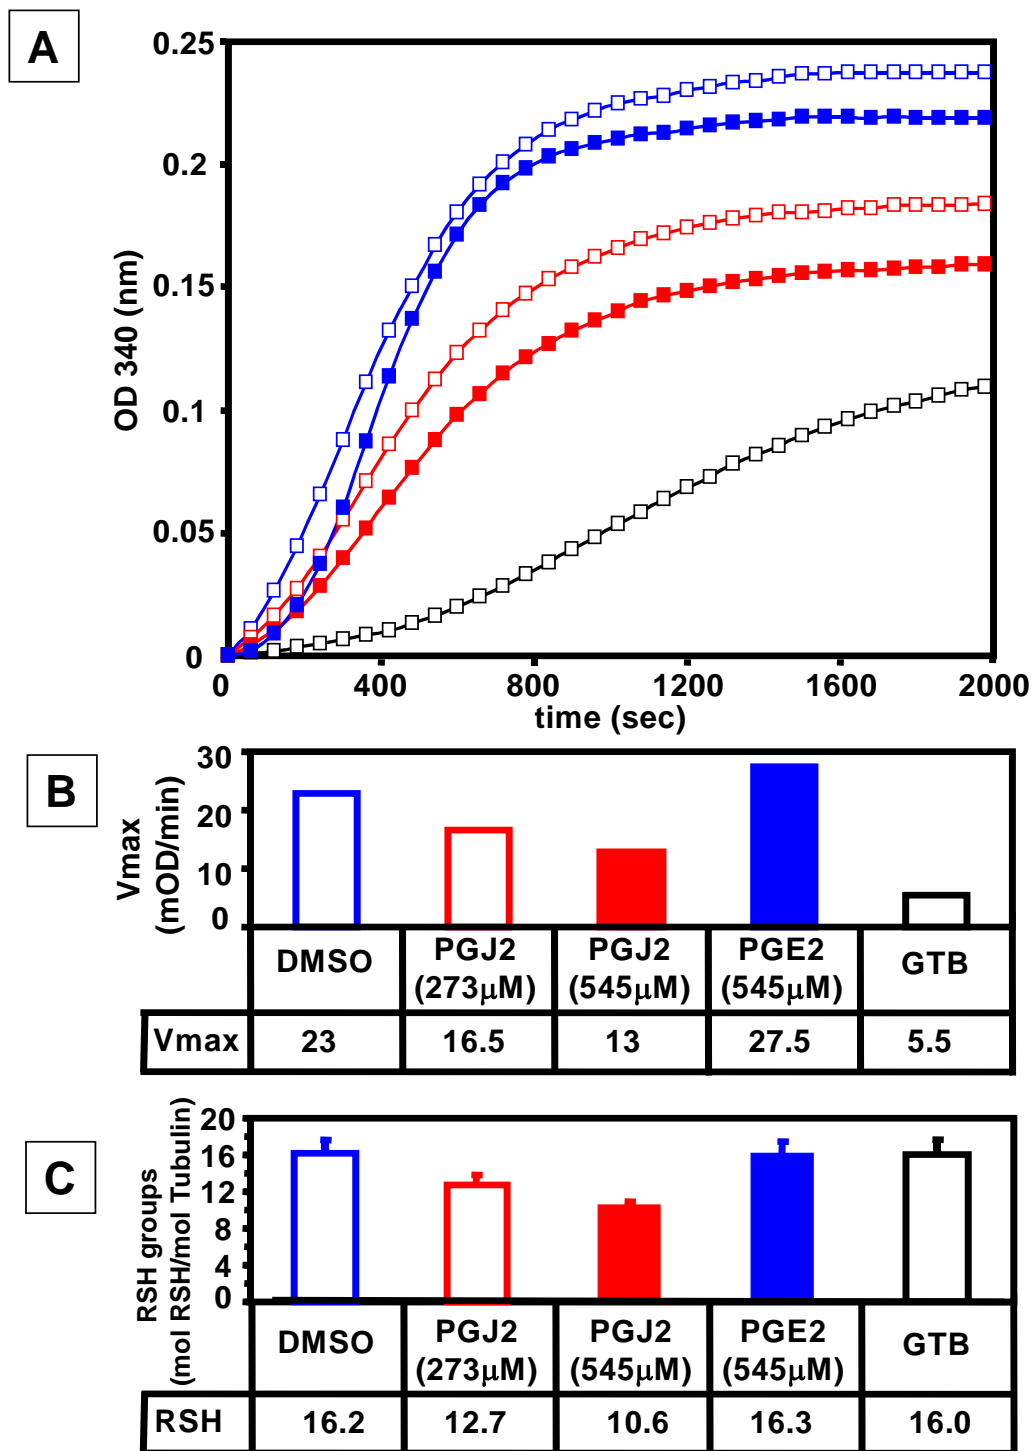 A
OD 340 (nm)
0.25
0.2
0.15
0.1
0.05
0
0 400 800 1200 1600 2000
time (sec)
B
Vmax
(mOD/min)
30
20
10
0
DMSO PGJ2 (273µM) PGJ2 (545µM) PGE2 (545µM) GTB
Vmax 23 16.5 13 27.5 5.5
C
RSH groups
(mol RSH/mol Tubulin)
20
16
12
8
4
0
DMSO PGJ2 (273µM) PGJ2 (545µM) PGE2 (545µM) GTB
RSH 16.2 12.7 10.6 16.3 16.0